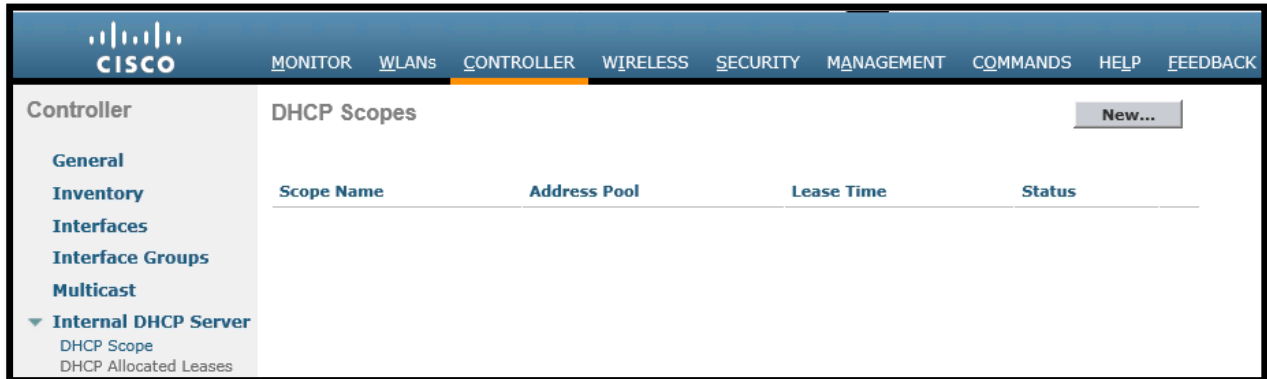 CISCO
MONITOR WLANs CONTROLLER WIRELESS SECURITY MANAGEMENT COMMANDS HELP FEEDBACK
Controller
General
Inventory
Interfaces
Interface Groups
Multicast
Internal DHCP Server
DHCP Scope
DHCP Allocated Leases
DHCP Scopes
New...
Scope Name Address Pool Lease Time Status